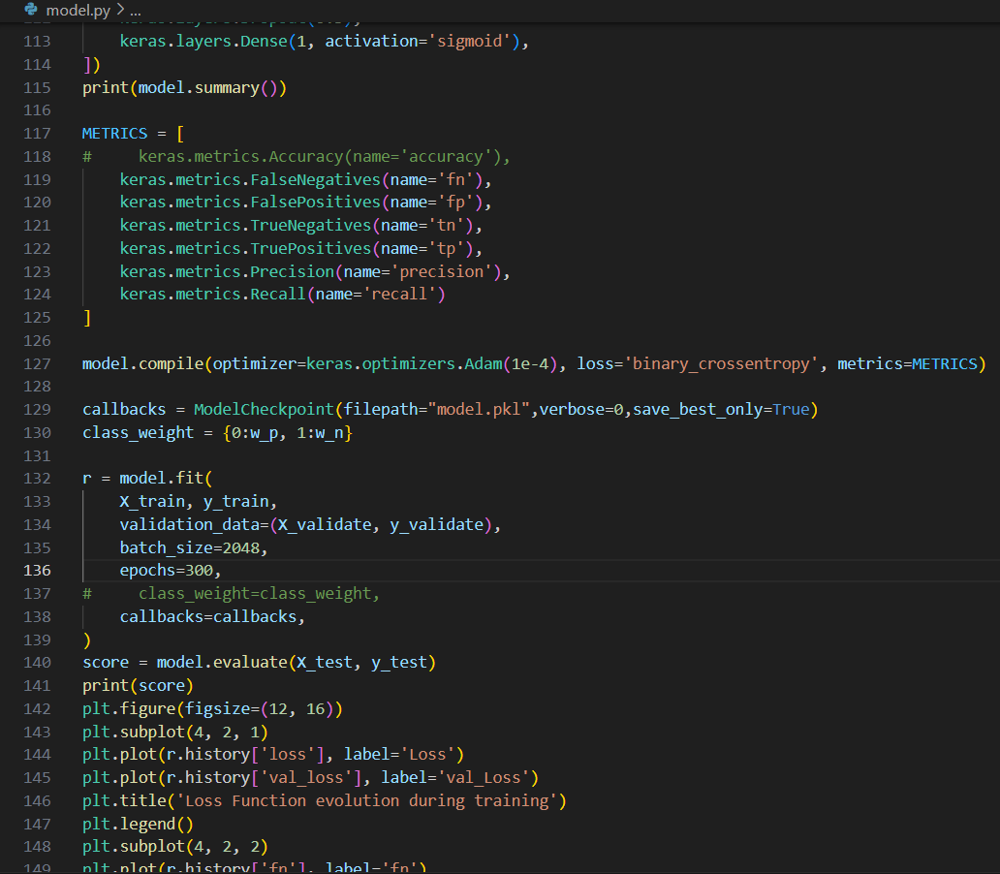 model.py > ...
113 keras.layers.Dense(1, activation='sigmoid'),
114 ])
115 print(model.summary())
116
117 METRICS = [
118 #     keras.metrics.Accuracy(name='accuracy'),
119     keras.metrics.FalseNegatives(name='fn'),
120     keras.metrics.FalsePositives(name='fp'),
121     keras.metrics.TrueNegatives(name='tn'),
122     keras.metrics.TruePositives(name='tp'),
123     keras.metrics.Precision(name='precision'),
124     keras.metrics.Recall(name='recall')
125 ]
126
127 model.compile(optimizer=keras.optimizers.Adam(1e-4), loss='binary_crossentropy', metrics=METRICS)
128
129 callbacks = ModelCheckpoint(filepath="model.pkl",verbose=0,save_best_only=True)
130 class_weight = {0:w_p, 1:w_n}
131
132 r = model.fit(
133     X_train, y_train,
134     validation_data=(X_validate, y_validate),
135     batch_size=2048,
136     epochs=300,
137 #     class_weight=class_weight,
138     callbacks=callbacks,
139 )
140 score = model.evaluate(X_test, y_test)
141 print(score)
142 plt.figure(figsize=(12, 16))
143 plt.subplot(4, 2, 1)
144 plt.plot(r.history['loss'], label='Loss')
145 plt.plot(r.history['val_loss'], label='val_Loss')
146 plt.title('Loss Function evolution during training')
147 plt.legend()
148 plt.subplot(4, 2, 2)
149 plt.plot(r.history['fn'], label='fn')